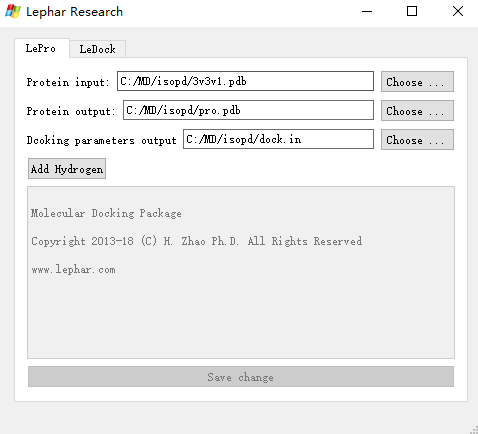 Lephar Research
LePro LeDock
Protein input: C:/MD/isopd/3v3v1.pdb Choose ...
Protein output: C:/MD/isopd/pro.pdb Choose ...
Dcoking parameters output C:/MD/isopd/dock.in Choose ...
Add Hydrogen
Molecular Docking Package
Copyright 2013-18 (C) H. Zhao Ph.D. All Rights Reserved
www.lephar.com
Save change